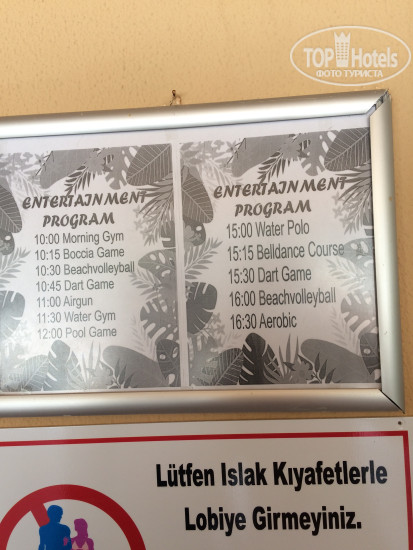 TOP Hotels
ФОТО ТУРИСТА
ENTERTAINMENT
PROGRAM
10:00 Morning Gym
10:15 Boccia Game
10:30 Beachvolleyball
10:45 Dart Game
11:00 Airgun
11:30 Water Gym
12:00 Pool Game
ENTERTAINMENT
PROGRAM
15:00 Water Polo
15:15 Belldance Course
15:30 Dart Game
16:00 Beachvolleyball
16:30 Aerobic
Lütfen Islak Kıyafetlerle
Lobiye Girmeyiniz.